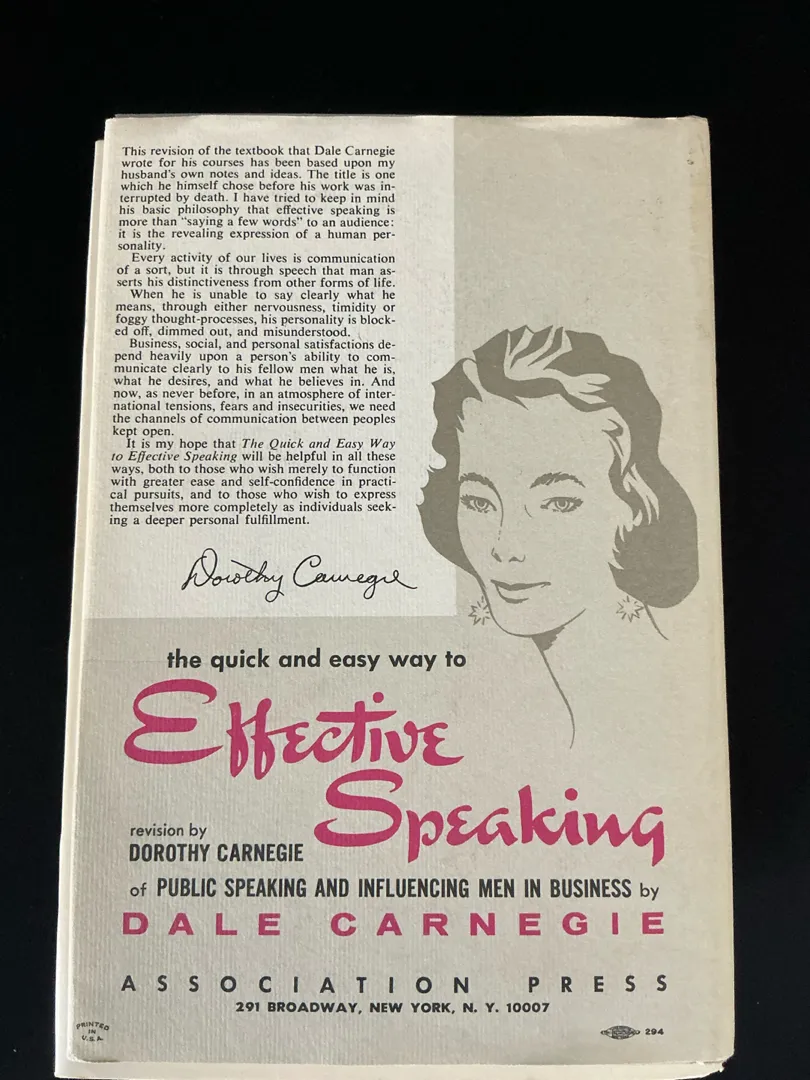 This revision of the textbook that Dale Carnegie
wrote for his courses has been based upon my
husband's own notes and ideas. The title is one
which he himself chose before his work was in-
terrupted by death. I have tried to keep in mind
his basic philosophy that effective speaking is
more than "saying a few words" to an audience:
it is the revealing expression of a human per-
sonality.
Every activity of our lives is communication
of a sort, but it is through speech that man as-
serts his distinctiveness from other forms of life.
When he is unable to say clearly what he
means, through either nervousness, timidity or
foggy thought-processes, his personality is block-
ed off, dimmed out, and misunderstood.
Business, social, and personal satisfactions de-
pend heavily upon a person's ability to com-
municate clearly to his fellow men what he is,
what he desires, and what he believes in. And
now, as never before, in an atmosphere of inter-
national tensions, fears and insecurities, we need
the channels of communication between peoples
kept open.
It is my hope that The Quick and Easy Way
to Effective Speaking will be helpful in all these
ways, both to those who wish merely to function
with greater ease and self-confidence in practi-
cal pursuits, and to those who wish to express
themselves more completely as individuals seek-
ing a deeper personal fulfillment.
Dorothy Carnegie
the quick and easy way to
Effective
Speaking
revision by
DOROTHY CARNEGIE
of PUBLIC SPEAKING AND INFLUENCING MEN IN BUSINESS by
DALE CARNEGIE
ASSOCIATION PRESS
291 BROADWAY, NEW YORK, N. Y. 10007
PRINTED
IN
U.S.A.
294